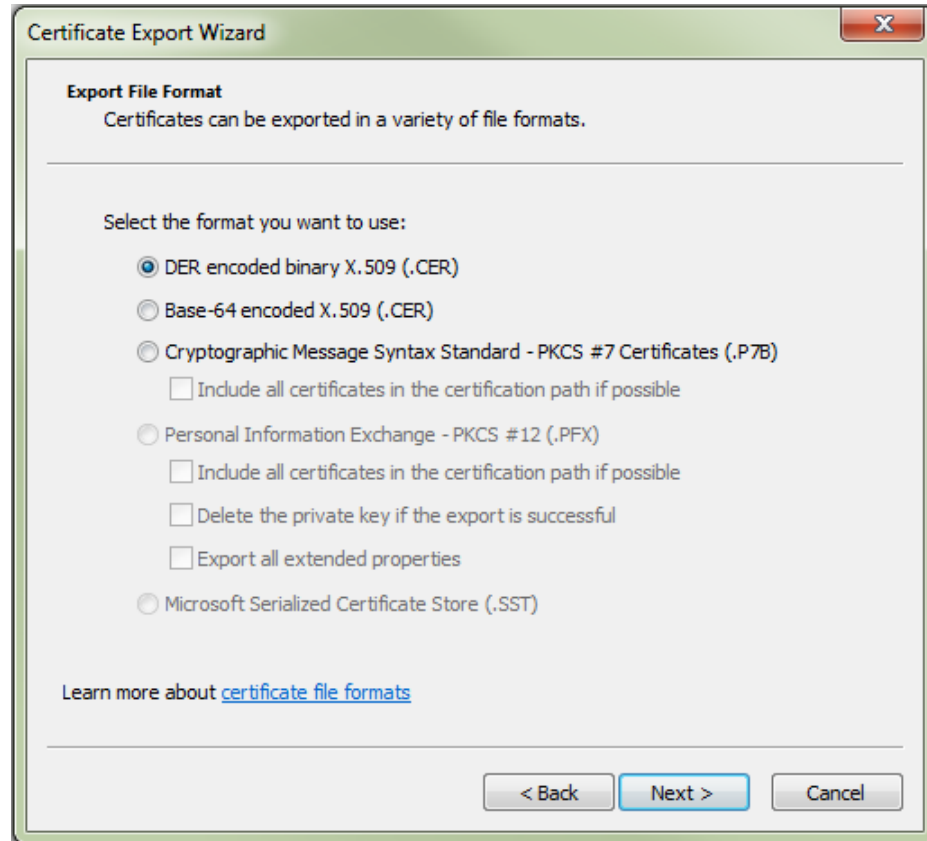 Certificate Export Wizard
Export File Format
Certificates can be exported in a variety of file formats.
Select the format you want to use:
DER encoded binary X.509 (.CER)
Base-64 encoded X.509 (.CER)
Cryptographic Message Syntax Standard - PKCS #7 Certificates (.P7B)
Include all certificates in the certification path if possible
Personal Information Exchange - PKCS #12 (.PFX)
Include all certificates in the certification path if possible
Delete the private key if the export is successful
Export all extended properties
Microsoft Serialized Certificate Store (.SST)
Learn more about certificate file formats
< Back Next > Cancel